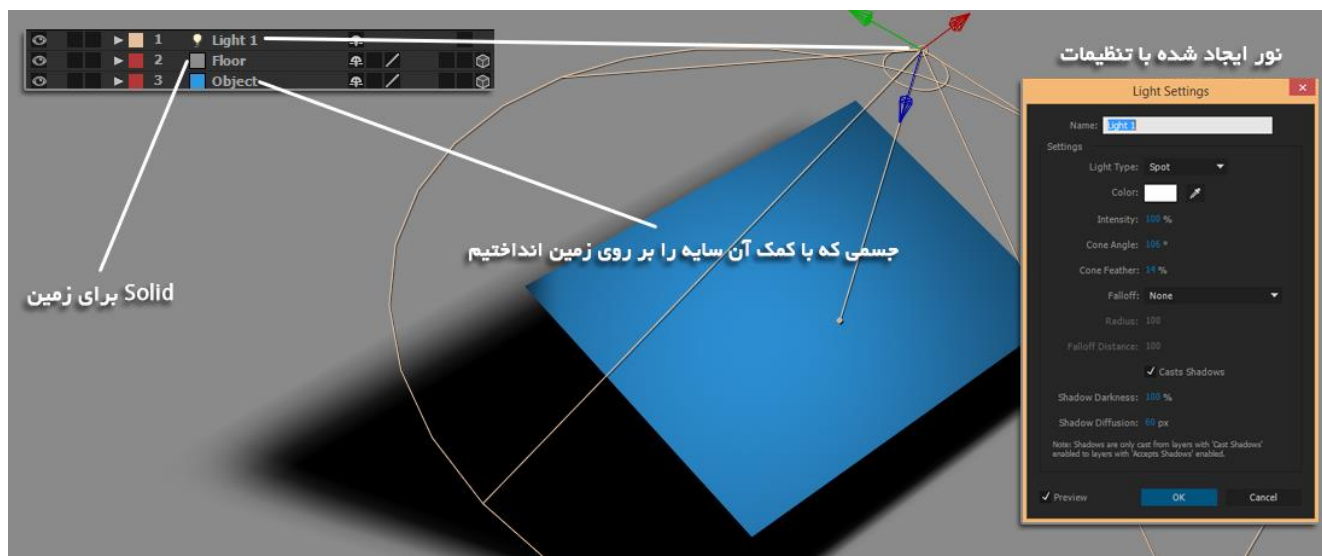 1 Light 1
2 Floor
3 Object
نور ایجاد شده با تنظیمات
Light Settings
Name: Light 1
Settings
Light Type: Spot
Color:
Intensity: 100 %
Cone Angle: 106 °
Cone Feather: 14 %
Falloff: None
Radius: 100
Falloff Distance: 100
Casts Shadows
Shadow Darkness: 100 %
Shadow Diffusion: 60 px
Note: Shadows are only cast from layers with 'Cast Shadows'
enabled to layers with 'Accepts Shadows' enabled.
Preview OK Cancel
جسمی که با کمک آن سایه را بر روی زمین انداختیم
Solid برای زمین